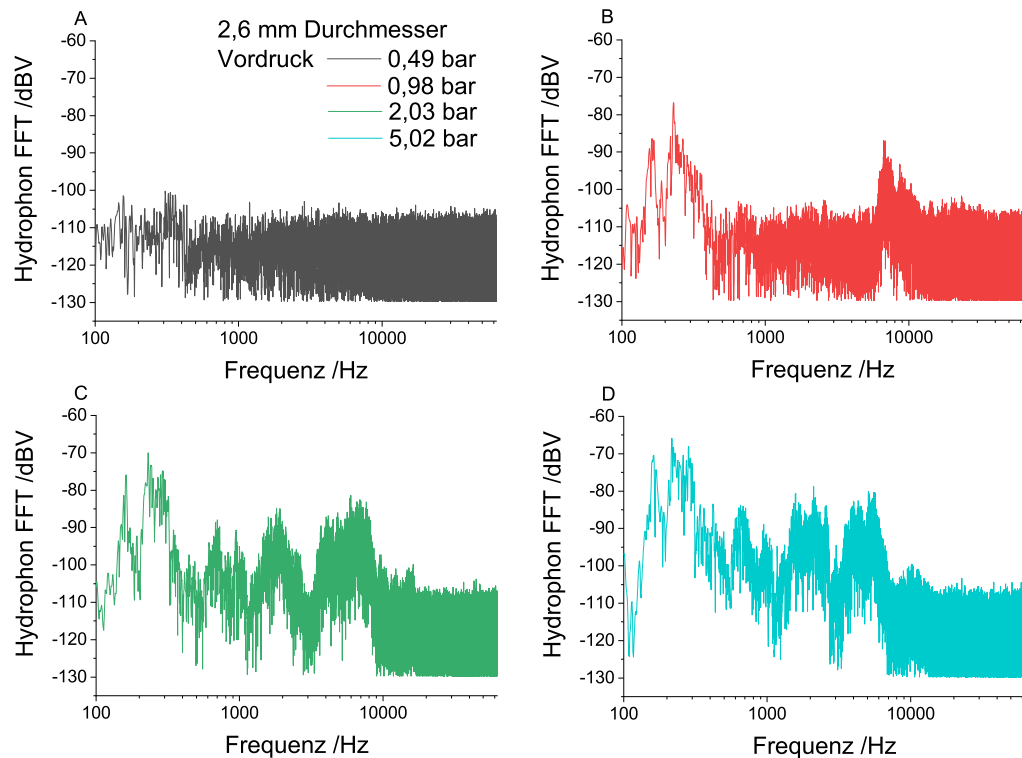 A
2,6 mm Durchmesser
Vordruck 0,49 bar
0,98 bar
2,03 bar
5,02 bar
Hydrophon FFT /dBV
-60
-70
-80
-90
-100
-110
-120
-130
100 1000 10000
Frequenz /Hz
B
Hydrophon FFT /dBV
-60
-70
-80
-90
-100
-110
-120
-130
100 1000 10000
Frequenz /Hz
C
Hydrophon FFT /dBV
-60
-70
-80
-90
-100
-110
-120
-130
100 1000 10000
Frequenz /Hz
D
Hydrophon FFT /dBV
-60
-70
-80
-90
-100
-110
-120
-130
100 1000 10000
Frequenz /Hz